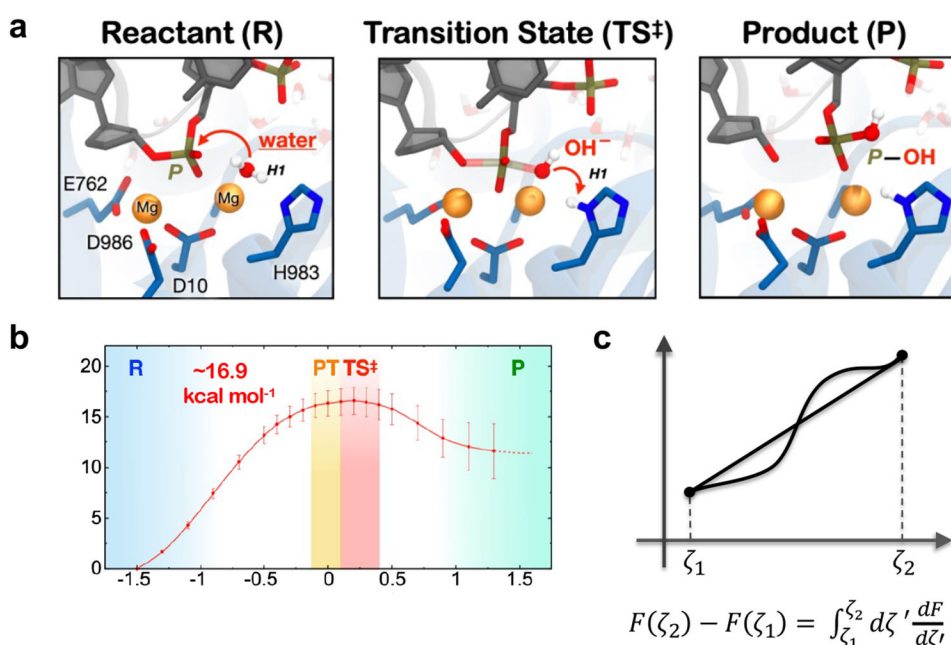 a
Reactant (R)
Transition State (TS‡)
Product (P)
water
P
H1
E762
Mg
Mg
D986
D10
H983
OH⁻
H1
P—OH
b
R
~16.9
kcal mol⁻¹
PT
TS‡
P
20
15
10
5
0
-1.5
-1
-0.5
0
0.5
1
1.5
c
ζ₁
ζ₂
F(ζ₂) − F(ζ₁) = ∫_{ζ₁}^{ζ₂} dζ ′ dF/dζ′